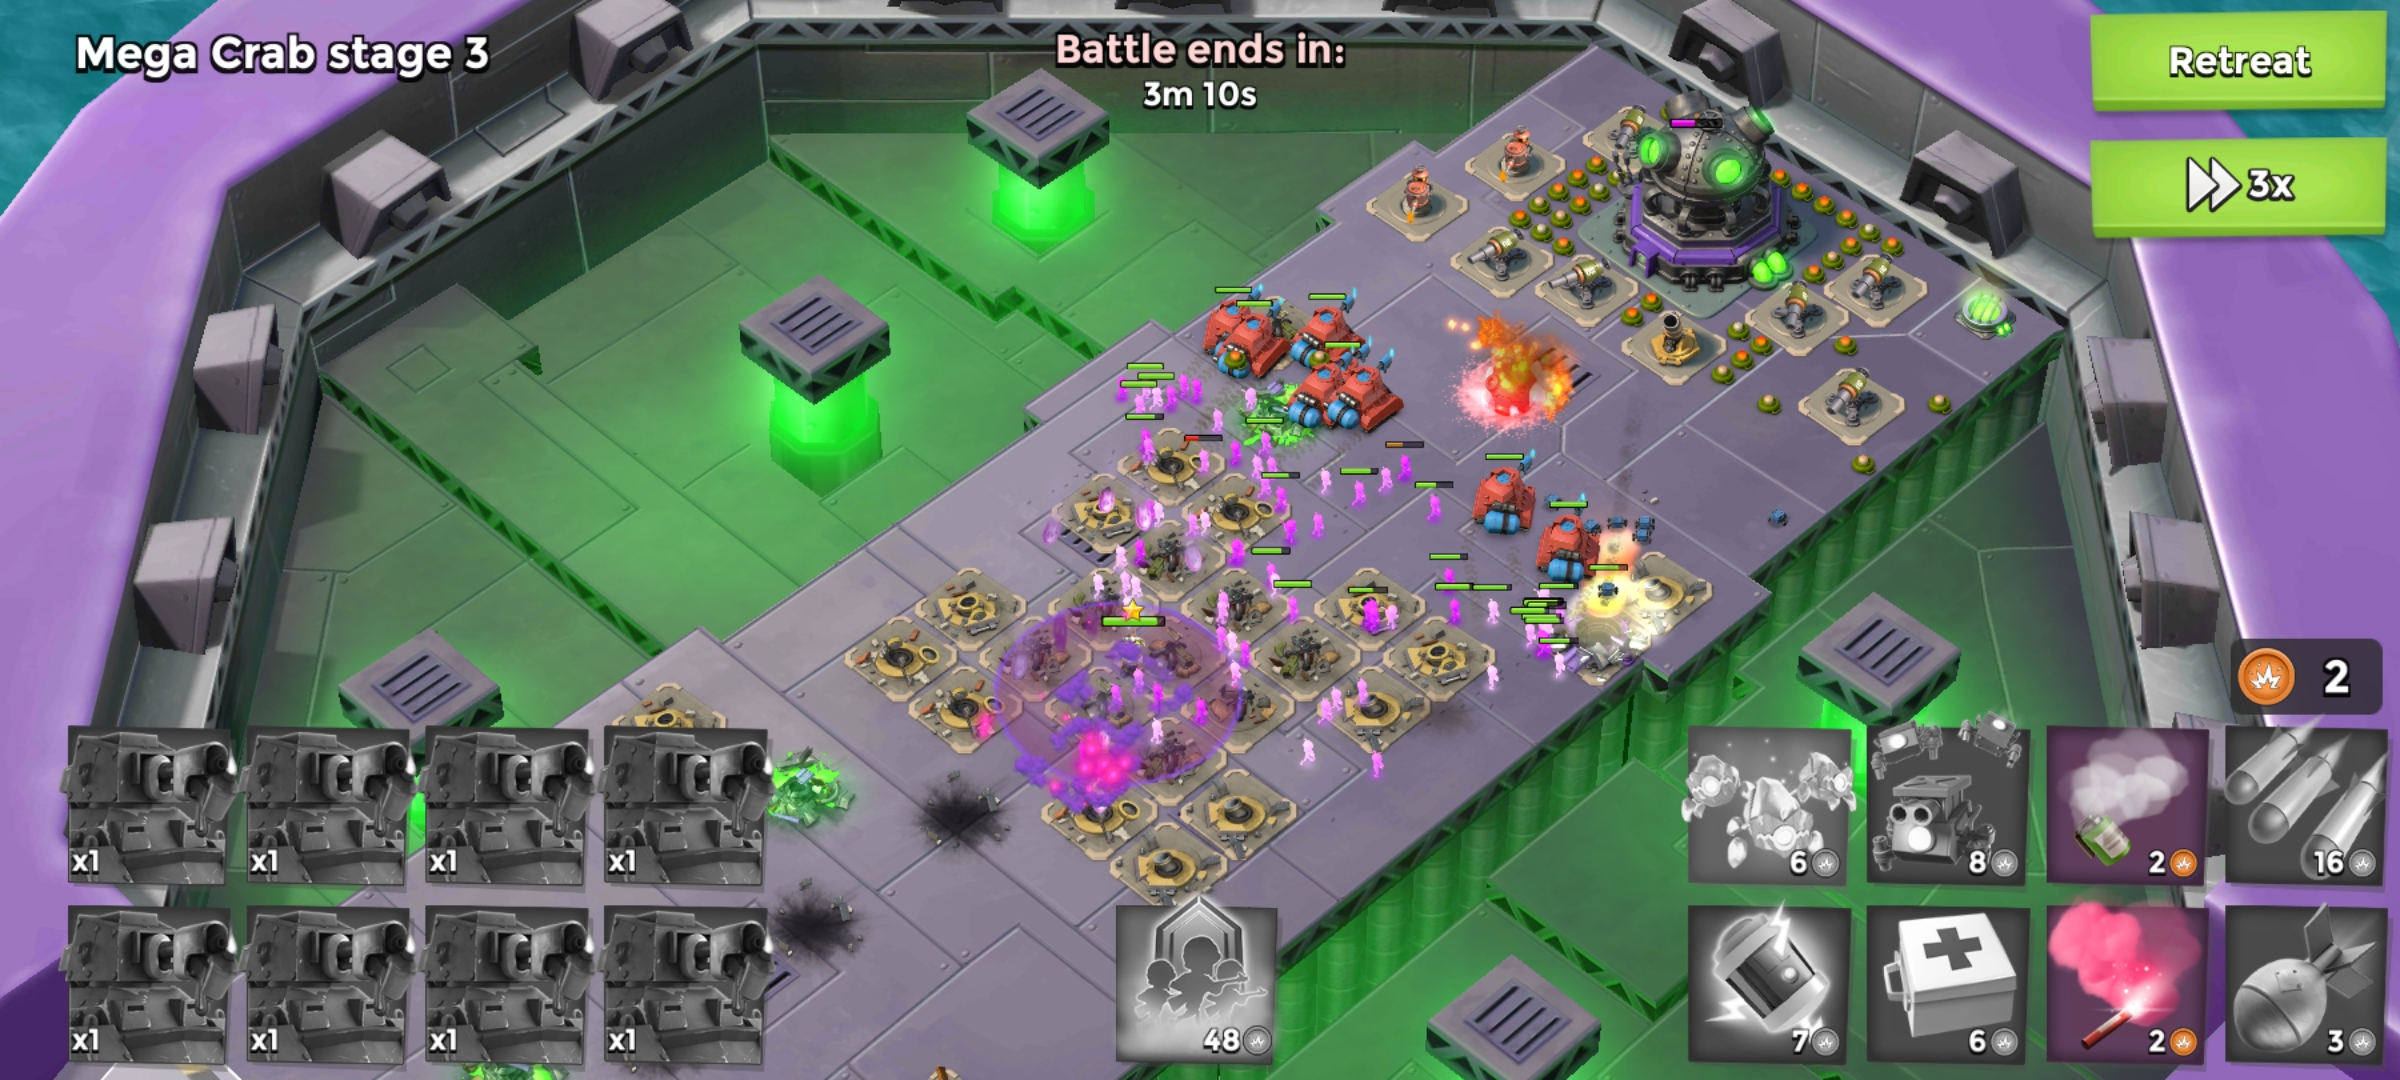 Mega Crab stage 3
Battle ends in:
3m 10s
Retreat
3x
2
x1
x1
x1
x1
6
8
2
16
x1
x1
x1
x1
48
7
6
2
3